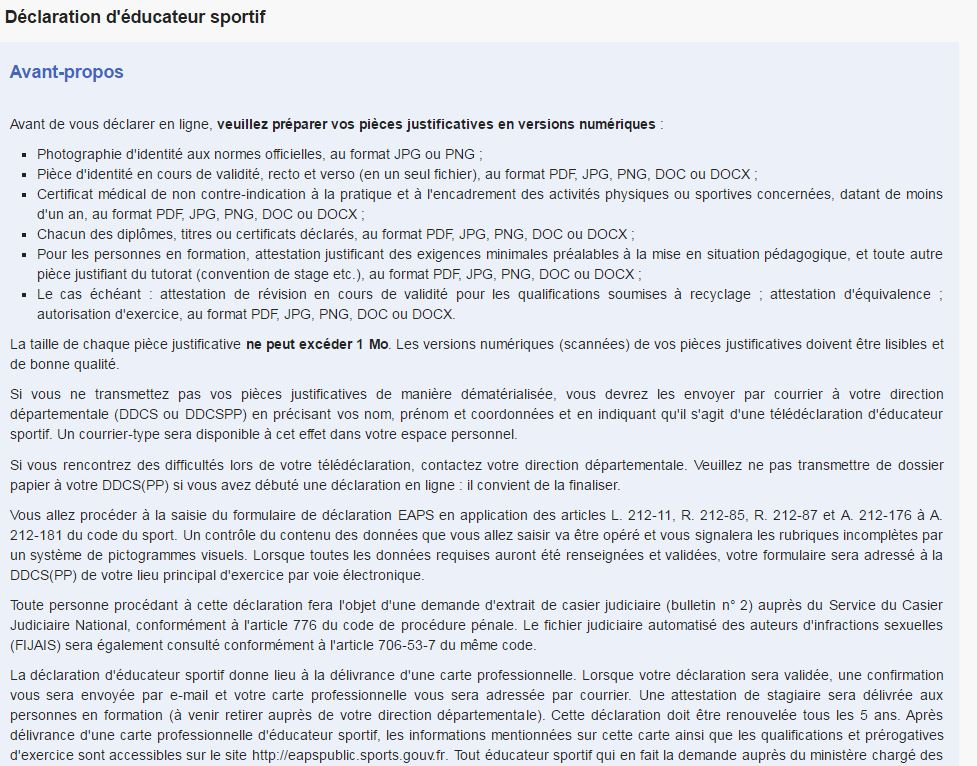 Déclaration d'éducateur sportif
Avant-propos
Avant de vous déclarer en ligne, veuillez préparer vos pièces justificatives en versions numériques :
▪ Photographie d'identité aux normes officielles, au format JPG ou PNG ;
▪ Pièce d'identité en cours de validité, recto et verso (en un seul fichier), au format PDF, JPG, PNG, DOC ou DOCX ;
▪ Certificat médical de non contre-indication à la pratique et à l'encadrement des activités physiques ou sportives concernées, datant de moins
d'un an, au format PDF, JPG, PNG, DOC ou DOCX ;
▪ Chacun des diplômes, titres ou certificats déclarés, au format PDF, JPG, PNG, DOC ou DOCX ;
▪ Pour les personnes en formation, attestation justifiant des exigences minimales préalables à la mise en situation pédagogique, et toute autre
pièce justifiant du tutorat (convention de stage etc.), au format PDF, JPG, PNG, DOC ou DOCX ;
▪ Le cas échéant : attestation de révision en cours de validité pour les qualifications soumises à recyclage ; attestation d'équivalence ;
autorisation d'exercice, au format PDF, JPG, PNG, DOC ou DOCX.
La taille de chaque pièce justificative ne peut excéder 1 Mo. Les versions numériques (scannées) de vos pièces justificatives doivent être lisibles et
de bonne qualité.
Si vous ne transmettez pas vos pièces justificatives de manière dématérialisée, vous devrez les envoyer par courrier à votre direction
départementale (DDCS ou DDCSPP) en précisant vos nom, prénom et coordonnées et en indiquant qu'il s'agit d'une télédéclaration d'éducateur
sportif. Un courrier-type sera disponible à cet effet dans votre espace personnel.
Si vous rencontrez des difficultés lors de votre télédéclaration, contactez votre direction départementale. Veuillez ne pas transmettre de dossier
papier à votre DDCS(PP) si vous avez débuté une déclaration en ligne : il convient de la finaliser.
Vous allez procéder à la saisie du formulaire de déclaration EAPS en application des articles L. 212-11, R. 212-85, R. 212-87 et A. 212-176 à A.
212-181 du code du sport. Un contrôle du contenu des données que vous allez saisir va être opéré et vous signalera les rubriques incomplètes par
un système de pictogrammes visuels. Lorsque toutes les données requises auront été renseignées et validées, votre formulaire sera adressé à la
DDCS(PP) de votre lieu principal d'exercice par voie électronique.
Toute personne procédant à cette déclaration fera l'objet d'une demande d'extrait de casier judiciaire (bulletin n° 2) auprès du Service du Casier
Judiciaire National, conformément à l'article 776 du code de procédure pénale. Le fichier judiciaire automatisé des auteurs d'infractions sexuelles
(FIJAIS) sera également consulté conformément à l'article 706-53-7 du même code.
La déclaration d'éducateur sportif donne lieu à la délivrance d'une carte professionnelle. Lorsque votre déclaration sera validée, une confirmation
vous sera envoyée par e-mail et votre carte professionnelle vous sera adressée par courrier. Une attestation de stagiaire sera délivrée aux
personnes en formation (à venir retirer auprès de votre direction départementale). Cette déclaration doit être renouvelée tous les 5 ans. Après
délivrance d'une carte professionnelle d'éducateur sportif, les informations mentionnées sur cette carte ainsi que les qualifications et prérogatives
d'exercice sont accessibles sur le site http://eapspublic.sports.gouv.fr. Tout éducateur sportif qui en fait la demande auprès du ministère chargé des